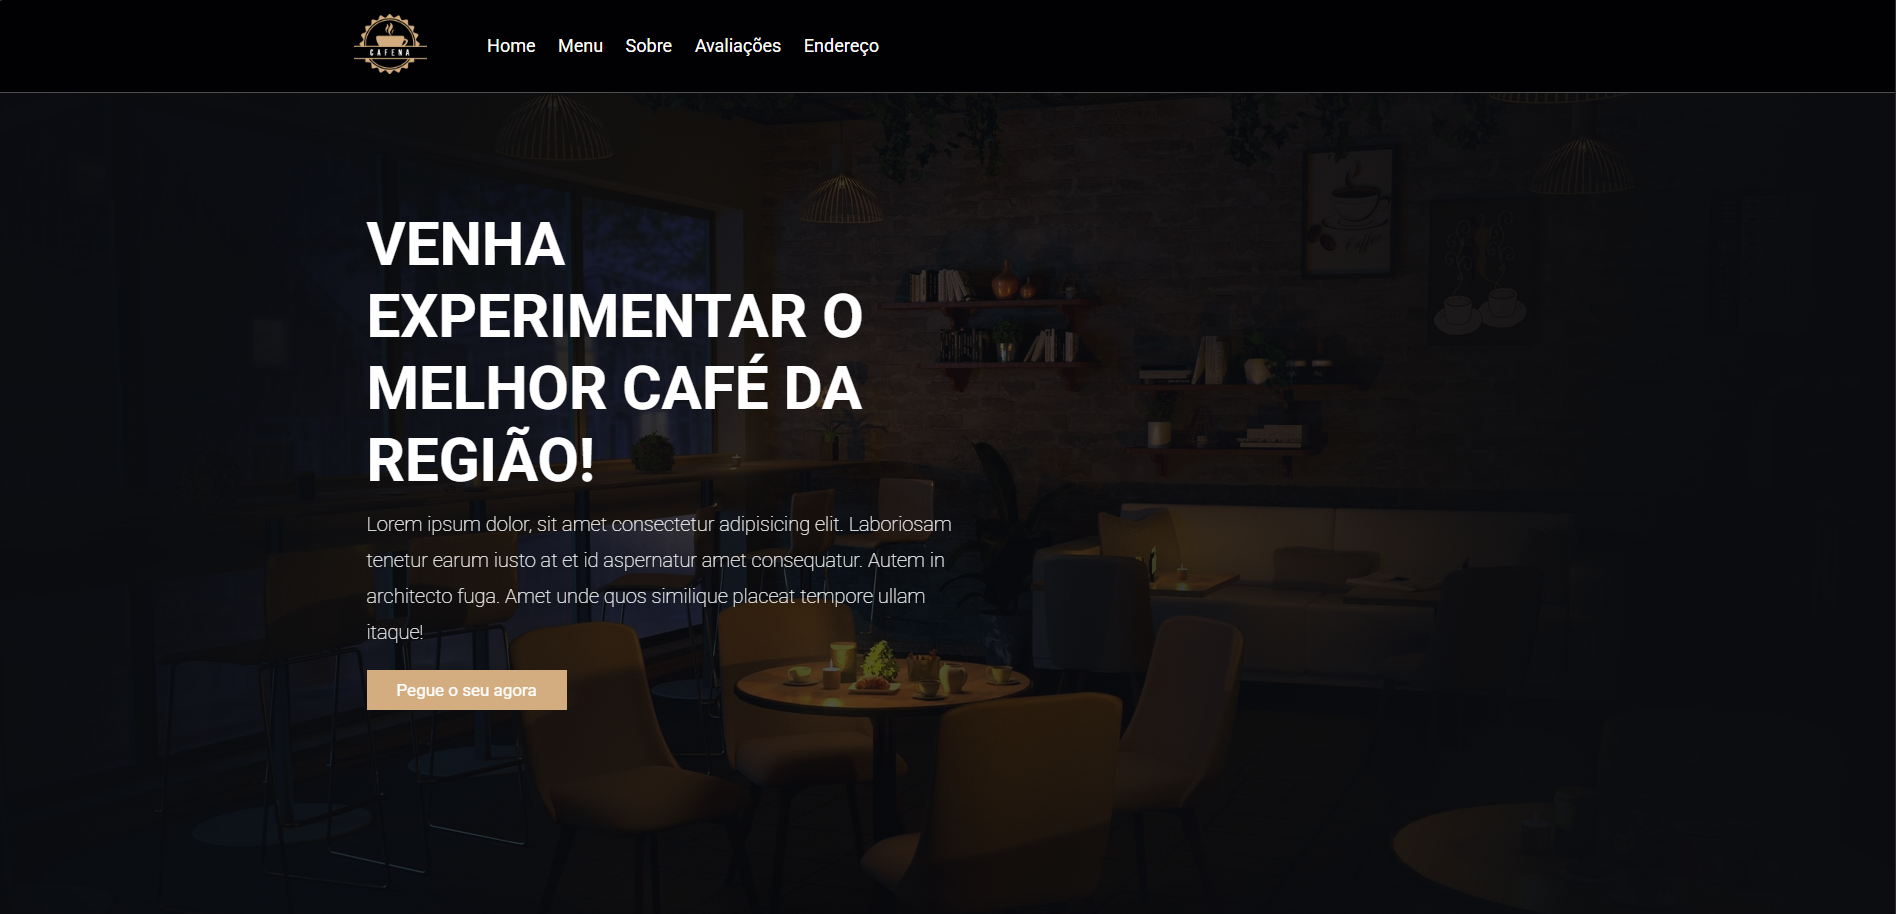 CAFENA
Home Menu Sobre Avaliações Endereço
Coffee
VENHA
EXPERIMENTAR O
MELHOR CAFÉ DA
REGIÃO!
Lorem ipsum dolor, sit amet consectetur adipisicing elit. Laboriosam
tenetur earum iusto at et id aspernatur amet consequatur. Autem in
architecto fuga. Amet unde quos similique placeat tempore ullam
itaque!
Pegue o seu agora